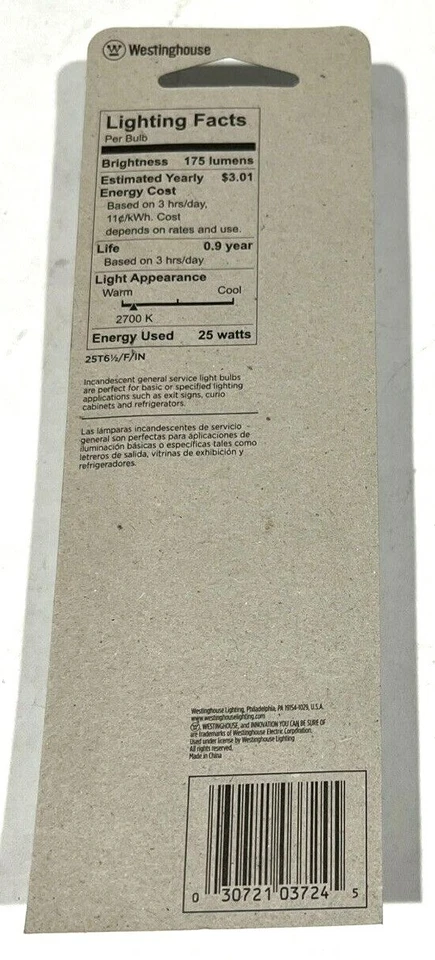 W Westinghouse
Lighting Facts
Per Bulb
Brightness 175 lumens
Estimated Yearly $3.01
Energy Cost
Based on 3 hrs/day,
11¢/kWh. Cost
depends on rates and use.
Life 0.9 year
Based on 3 hrs/day
Light Appearance
Warm Cool
2700 K
Energy Used 25 watts
25T6½/F/IN
Incandescent general service light bulbs
are perfect for basic or specified lighting
applications such as exit signs, curio
cabinets and refrigerators.
Las lámparas incandescentes de servicio
general son perfectas para aplicaciones de
iluminación básicas o específicas tales como
letreros de salida, vitrinas de exhibición y
refrigeradores.
Westinghouse Lighting, Philadelphia, PA 19154-1029, U.S.A.
www.westinghouselighting.com
W, WESTINGHOUSE, and INNOVATION YOU CAN BE SURE OF
are trademarks of Westinghouse Electric Corporation.
Used under license by Westinghouse Lighting
All rights reserved.
Made in China
0 30721 03724 5